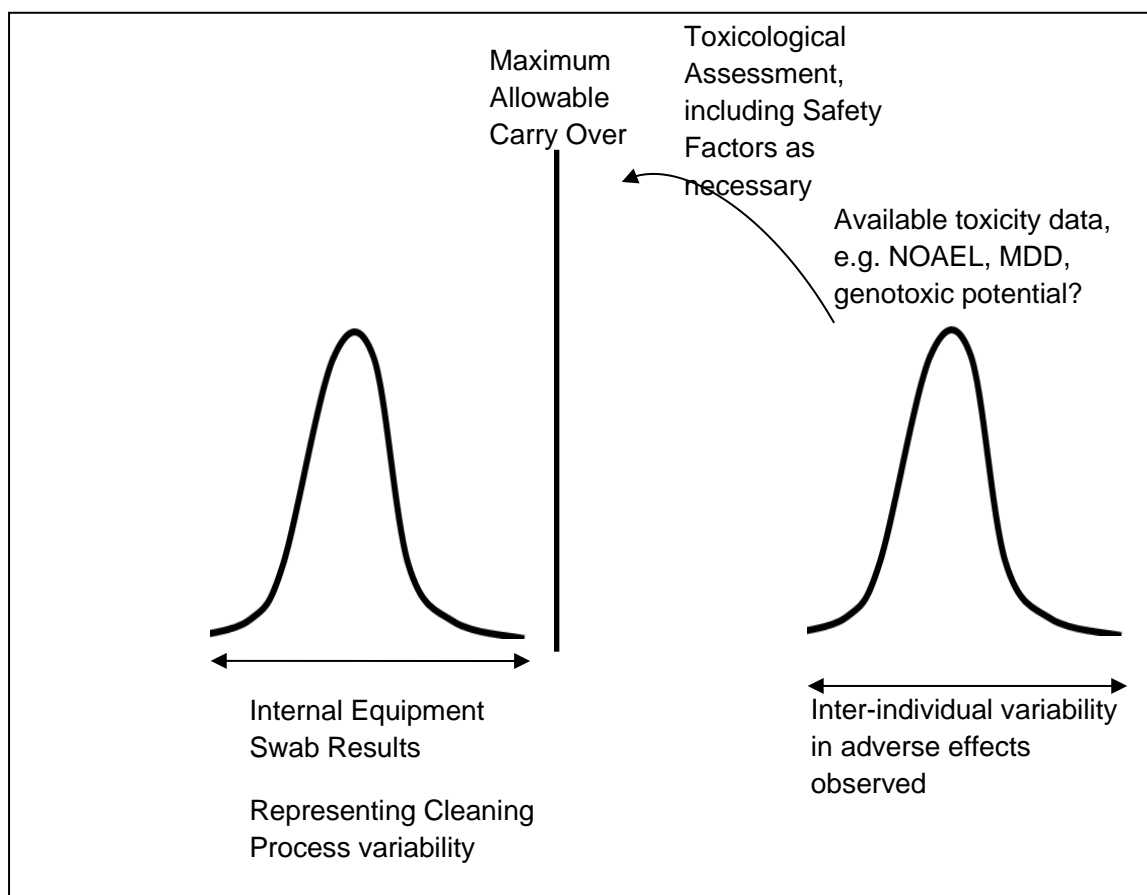 Maximum
Allowable
Carry Over
Toxicological
Assessment,
including Safety
Factors as
necessary
Available toxicity data,
e.g. NOAEL, MDD,
genotoxic potential?
Internal Equipment
Swab Results
Representing Cleaning
Process variability
Inter-individual variability
in adverse effects
observed